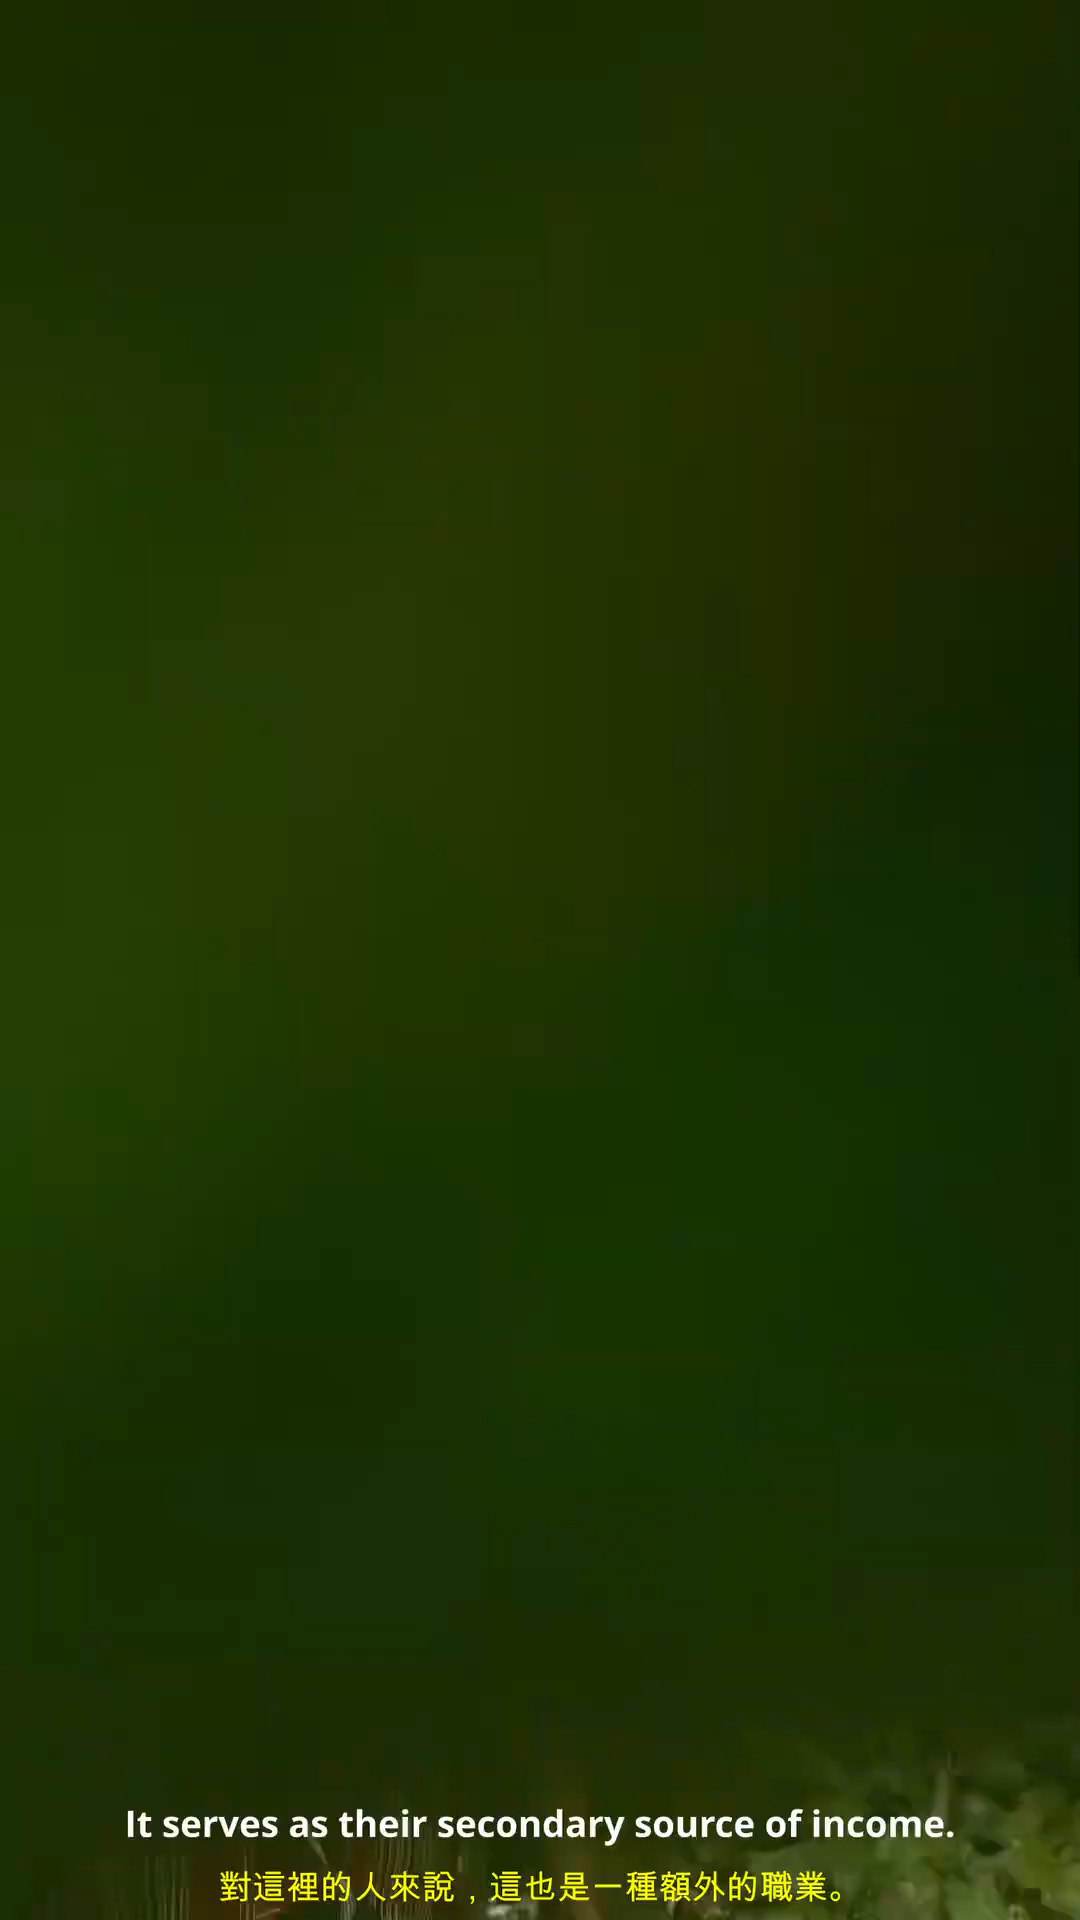 It serves as their secondary source of income.
對這裡的人來說，這也是一種額外的職業。